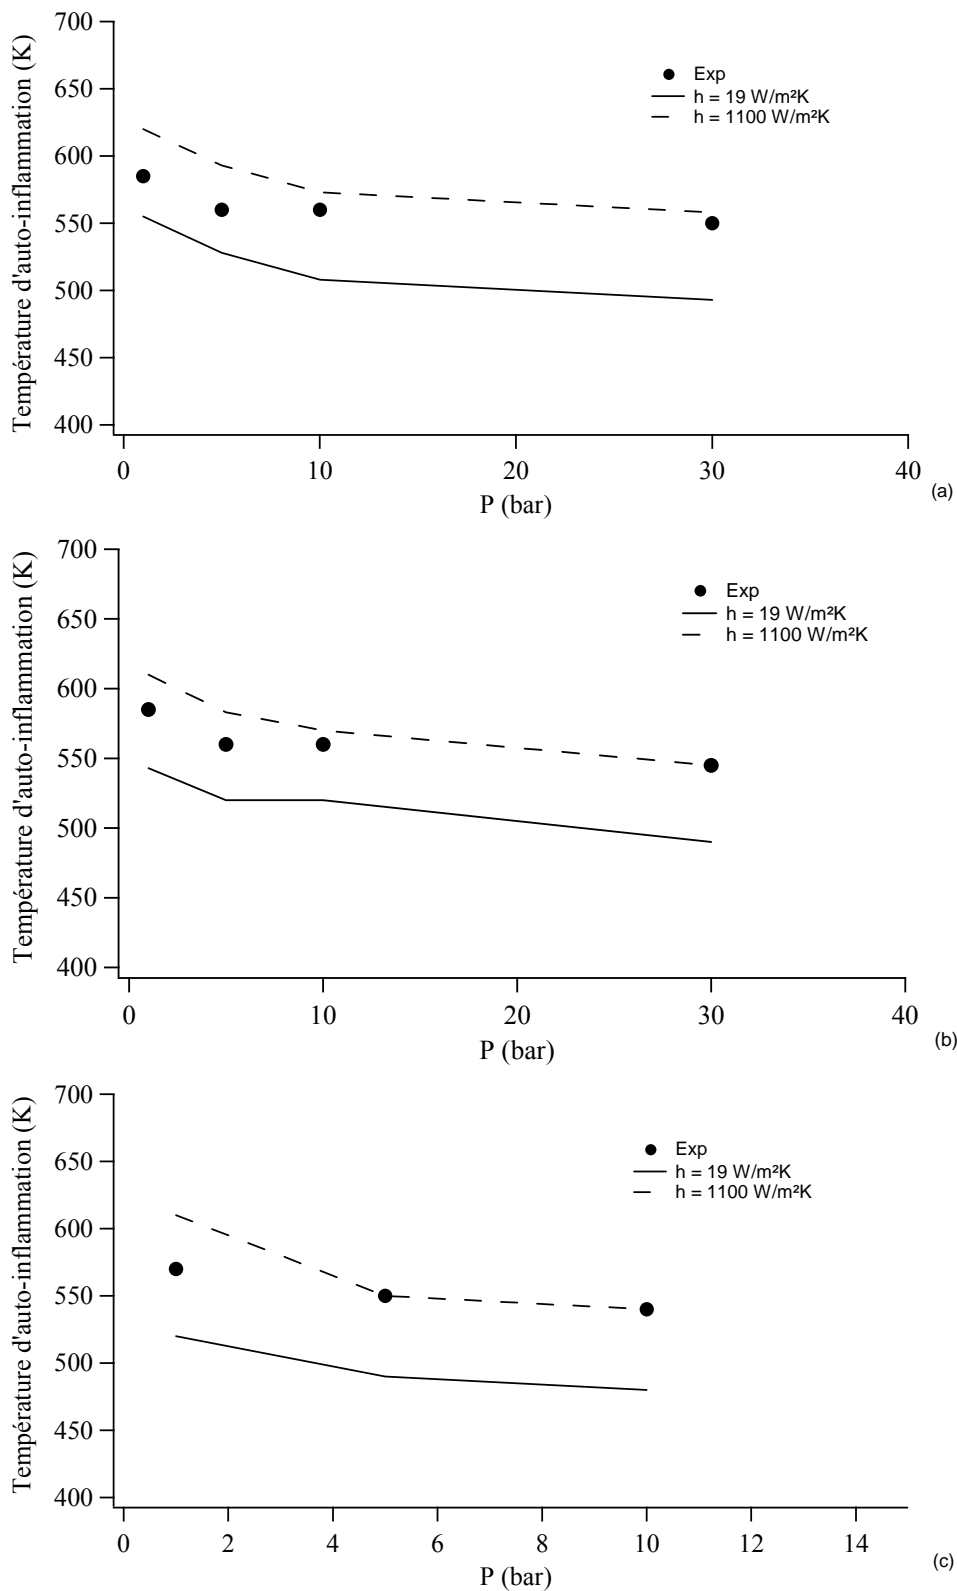 700
650
600
550
500
450
400
Température d'auto-inflammation (K)
Exp
h = 19 W/m²K
h = 1100 W/m²K
0 10 20 30 40
P (bar)
(a)
700
650
600
550
500
450
400
Température d'auto-inflammation (K)
Exp
h = 19 W/m²K
h = 1100 W/m²K
0 10 20 30 40
P (bar)
(b)
700
650
600
550
500
450
400
Température d'auto-inflammation (K)
Exp
h = 19 W/m²K
h = 1100 W/m²K
0 2 4 6 8 10 12 14
P (bar)
(c)